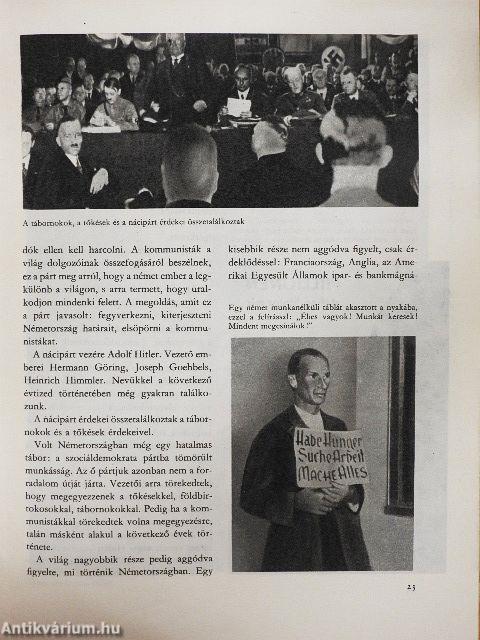 A tábornokok, a tőkések és a nácipárt érdekei összetalálkoztak
dók ellen kell harcolni. A kommunisták a
világ dolgozóinak összefogásáról beszélnek,
ez a párt meg arról, hogy a német ember a leg-
különb a világon, s arra termett, hogy ural-
kodjon mindenki felett. A megoldás, amit ez
a párt javasolt: fegyverkezni, kiterjeszteni
Németország határait, elsöpörni a kommu-
nistákat.
A nácipárt vezére Adolf Hitler. Vezető em-
berei Hermann Göring, Joseph Goebbels,
Heinrich Himmler. Nevükkel a következő
évtized történetében még gyakran találko-
zunk.
A nácipárt érdekei összetalálkoztak a tábor-
nokok és a tőkések érdekeivel.
Volt Németországban még egy hatalmas
tábor: a szociáldemokrata pártba tömörült
munkásság. Az ő pártjuk azonban nem a for-
radalom útját járta. Vezetői arra törekedtek,
hogy megegyezzenek a tőkésekkel, földbir-
tokosokkal, tábornokokkal. Pedig ha a kom-
munistákkal törekedtek volna megegyezésre,
talán másként alakul a következő évek tör-
ténete.
A világ nagyobbik része pedig aggódva
figyelte, mi történik Németországban. Egy
kisebbik része nem aggódva figyelt, csak ér-
deklődéssel: Franciaország, Anglia, az Ame-
rikai Egyesült Államok ipar- és bankmágná-
Egy német munkanélküli táblát akasztott a nyakába,
ezzel a felírással: „Éhes vagyok! Munkát keresek!
Mindent megcsinálok!"
Habe Hunger
Suche Arbeit
MACHE ALLES
23
Antikvárium.hu